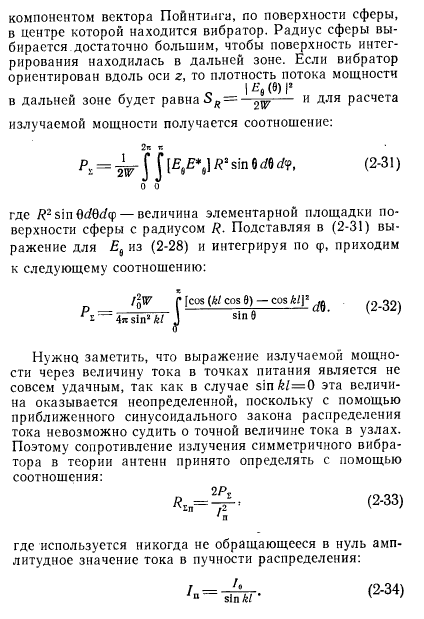 компонентом вектора Пойнтинга, по поверхности сферы,
в центре которой находится вибратор. Радиус сферы вы-
бирается достаточно большим, чтобы поверхность интег-
рирования находилась в дальней зоне. Если вибратор
ориентирован вдоль оси z, то плотность потока мощности
в дальней зоне будет равна S_R = |E_θ(θ)|²/2W и для расчета
излучаемой мощности получается соотношение:
P_Σ = 1/2W ∫₀^2π ∫₀^π [E_θ E*_θ] R² sin θ dθ dφ, (2-31)
где R² sin θdθdφ — величина элементарной площадки по-
верхности сферы с радиусом R. Подставляя в (2-31) вы-
ражение для E_θ из (2-28) и интегрируя по φ, приходим
к следующему соотношению:
P_Σ = I₀²W/4π sin² kl ∫₀^π [cos (kl cos θ) — cos kl]²/sin θ dθ. (2-32)
Нужно заметить, что выражение излучаемой мощно-
сти через величину тока в точках питания является не
совсем удачным, так как в случае sin kl=0 эта величи-
на оказывается неопределенной, поскольку с помощью
приближенного синусоидального закона распределения
тока невозможно судить о точной величине тока в узлах.
Поэтому сопротивление излучения симметричного вибра-
тора в теории антенн принято определять с помощью
соотношения:
R_Σп = 2P_Σ/I²_п, (2-33)
где используется никогда не обращающееся в нуль амп-
литудное значение тока в пучности распределения:
I_п = I₀/sin kl. (2-34)